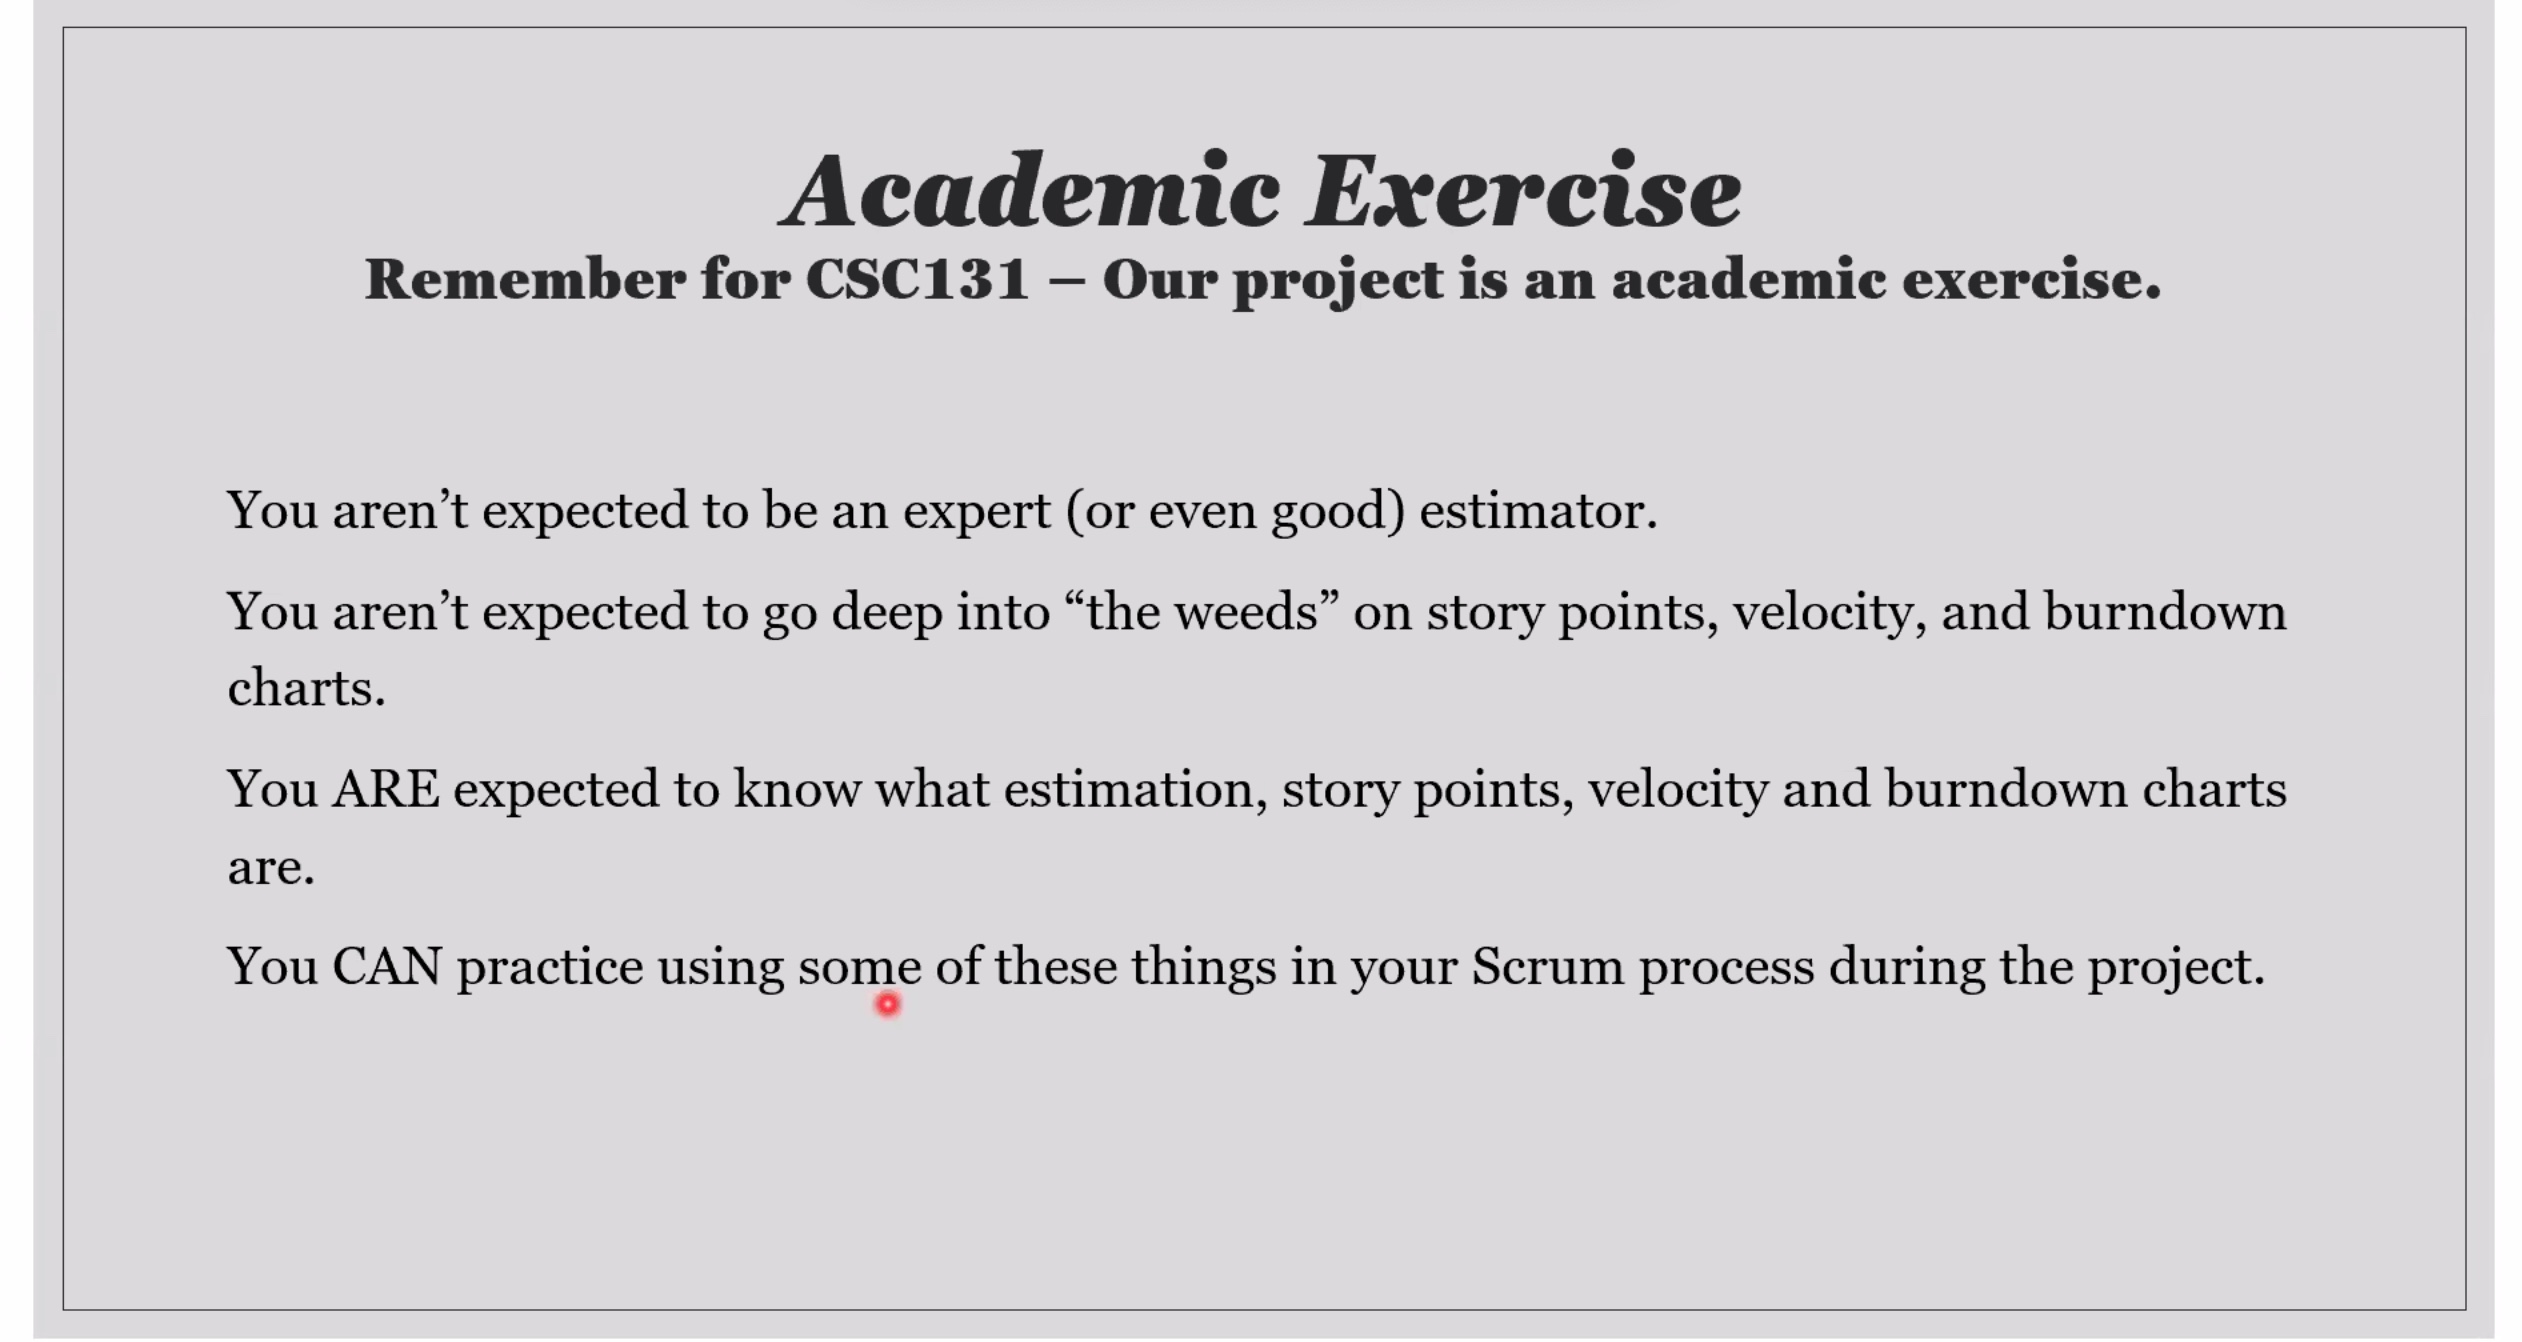 Academic Exercise
Remember for CSC131 – Our project is an academic exercise.
You aren’t expected to be an expert (or even good) estimator.
You aren’t expected to go deep into “the weeds” on story points, velocity, and burndown
charts.
You ARE expected to know what estimation, story points, velocity and burndown charts
are.
You CAN practice using some of these things in your Scrum process during the project.